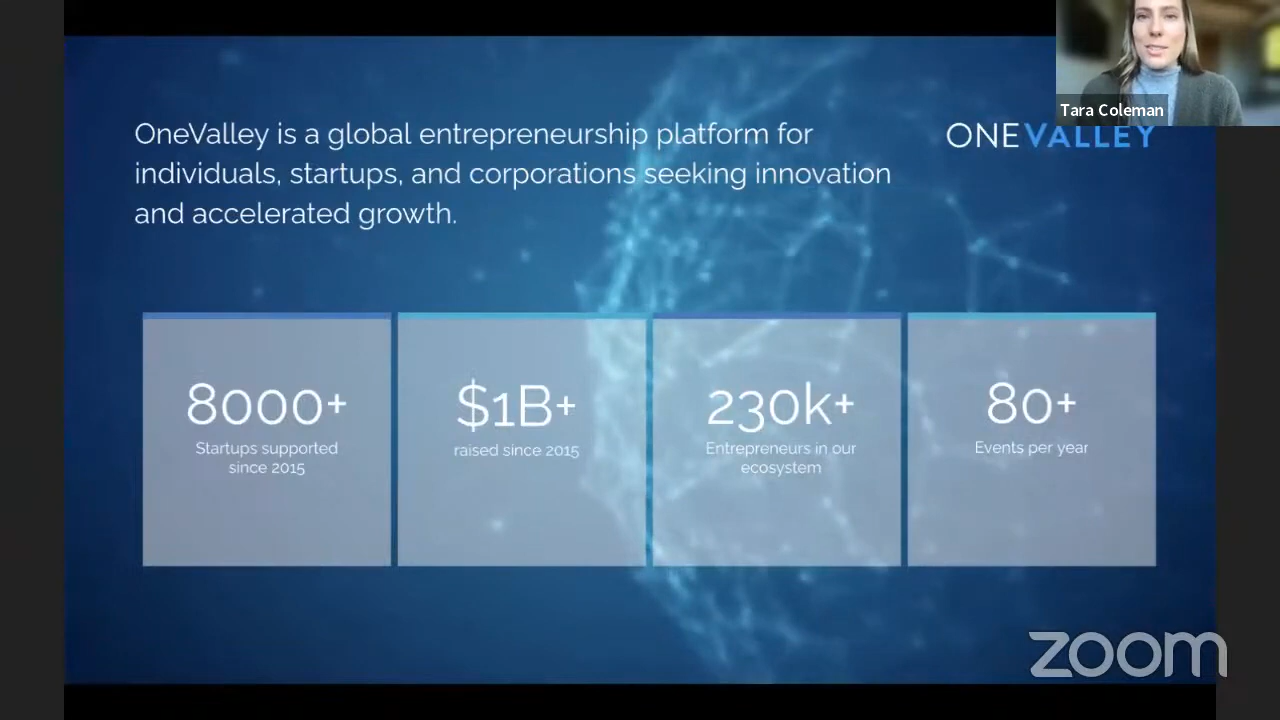 Tara Coleman
OneValley is a global entrepreneurship platform for
individuals, startups, and corporations seeking innovation
and accelerated growth.
ONEVALLEY
8000+
Startups supported
since 2015
$1B+
raised since 2015
230k+
Entrepreneurs in our
ecosystem
80+
Events per year
zoom